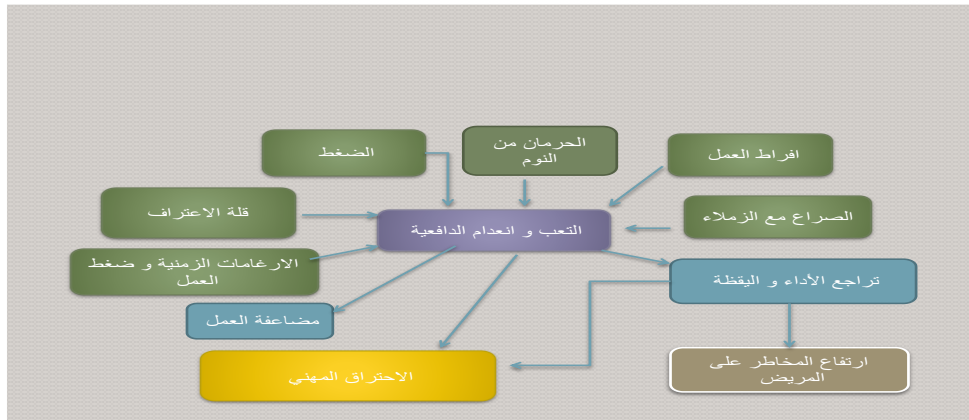 الحرمان من
النوم
الضغط
افراط العمل
قلة الاعتراف
الصراع مع الزملاء
التعب و انعدام الدافعية
الارغامات الزمنية و ضغط
العمل
تراجع الأداء و اليقظة
مضاعفة العمل
الاحتراق المهني
ارتفاع المخاطر على
المريض